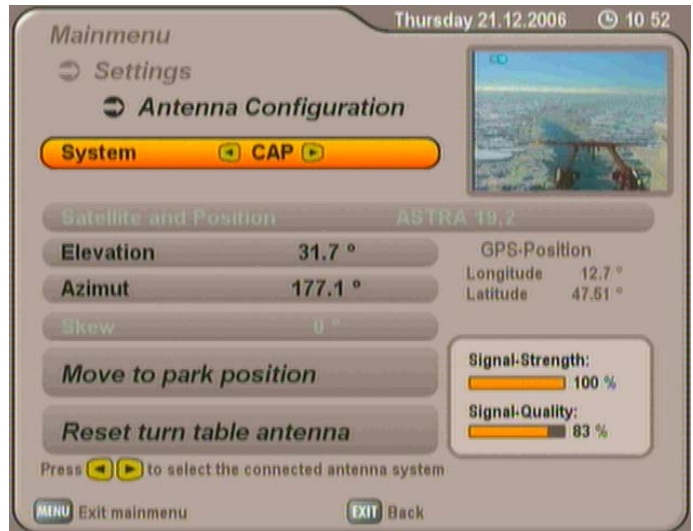 Thursday 21.12.2006 10 52
Mainmenu
Settings
Antenna Configuration
System CAP
Satellite and Position ASTRA 19.2
Elevation 31.7 °
GPS-Position
Azimut 177.1 °
Longitude 12.7 °
Latitude 47.51 °
Skew 0 °
Move to park position
Signal-Strength:
100 %
Reset turn table antenna
Signal-Quality:
83 %
Press to select the connected antenna system
MENU Exit mainmenu
EXIT Back